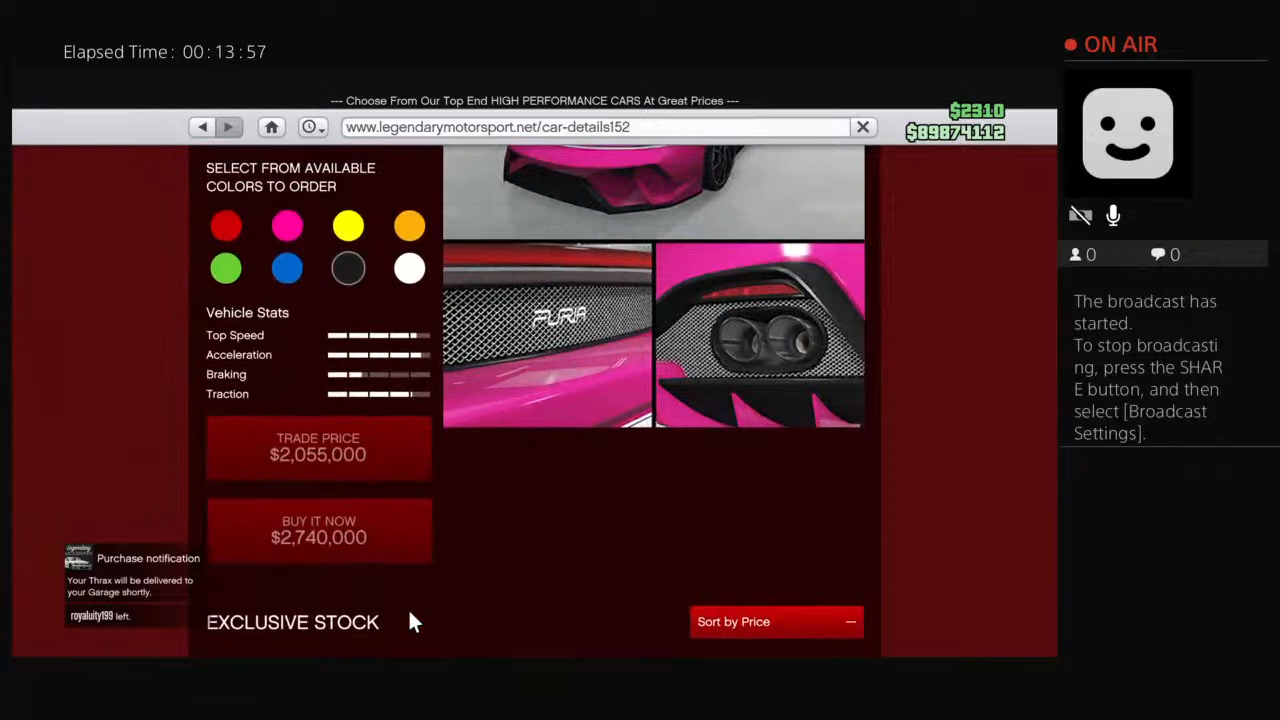 Elapsed Time: 00:13:57
ON AIR
--- Choose From Our Top End HIGH PERFORMANCE CARS At Great Prices ---
www.legendarymotorsport.net/car-details152
$2310
$89874112
SELECT FROM AVAILABLE
COLORS TO ORDER
Vehicle Stats
Top Speed
Acceleration
Braking
Traction
FURIA
TRADE PRICE
$2,055,000
BUY IT NOW
$2,740,000
Purchase notification
Your Thrax will be delivered to
your Garage shortly.
royaluity199 left.
EXCLUSIVE STOCK
Sort by Price
0
0
The broadcast has
started.
To stop broadcasti
ng, press the SHAR
E button, and then
select [Broadcast
Settings].